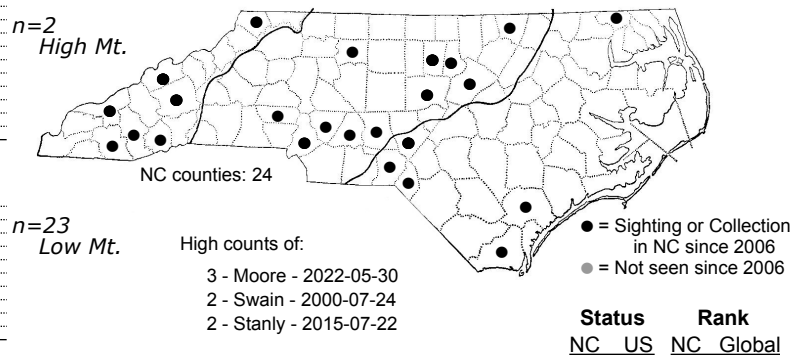 n=2
High Mt.
NC counties: 24
n=23
Low Mt.
High counts of:
3 - Moore - 2022-05-30
2 - Swain - 2000-07-24
2 - Stanly - 2015-07-22
● = Sighting or Collection
in NC since 2006
● = Not seen since 2006
Status Rank
NC US NC Global